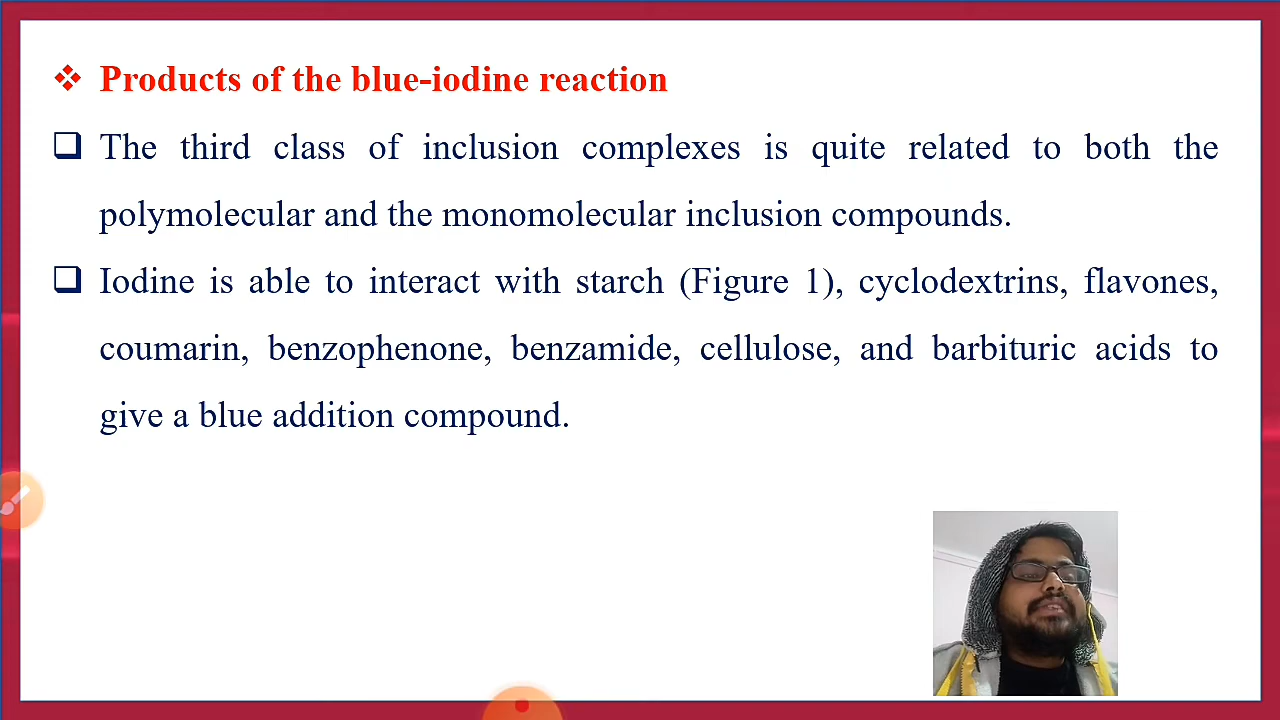 Products of the blue-iodine reaction
The third class of inclusion complexes is quite related to both the
polymolecular and the monomolecular inclusion compounds.
Iodine is able to interact with starch (Figure 1), cyclodextrins, flavones,
coumarin, benzophenone, benzamide, cellulose, and barbituric acids to
give a blue addition compound.